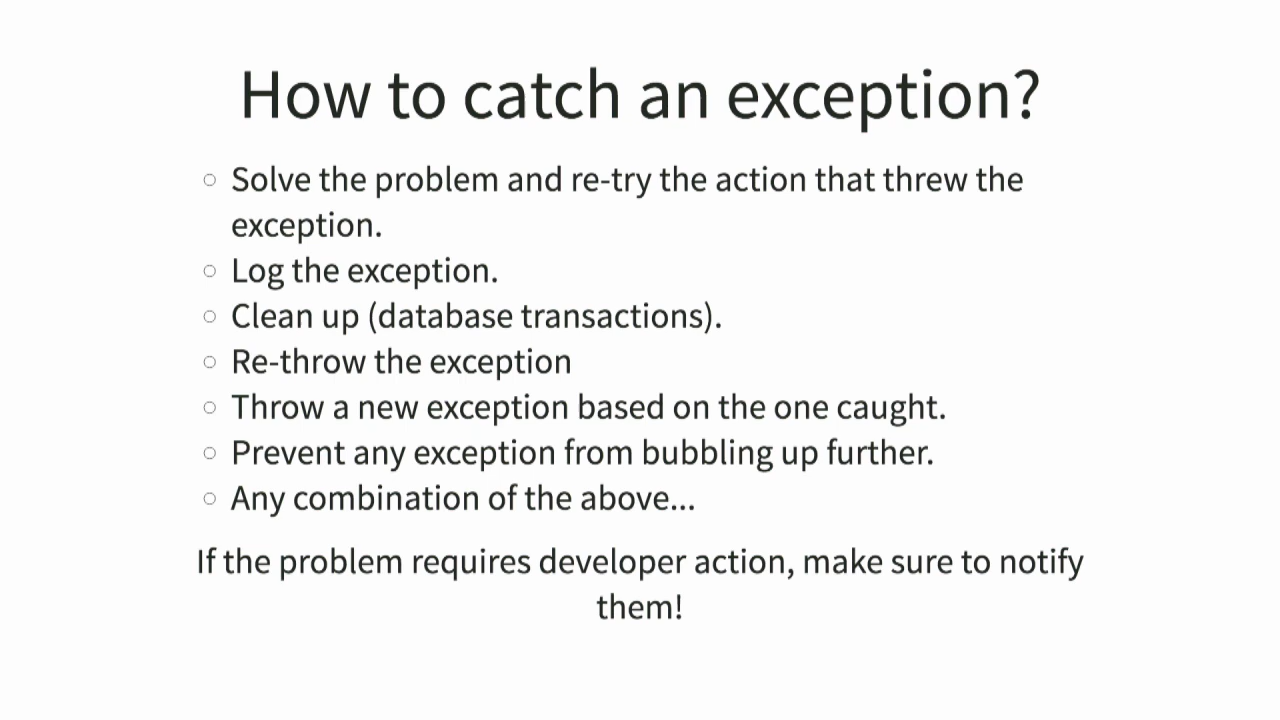 How to catch an exception?
○ Solve the problem and re-try the action that threw the
exception.
○ Log the exception.
○ Clean up (database transactions).
○ Re-throw the exception
○ Throw a new exception based on the one caught.
○ Prevent any exception from bubbling up further.
○ Any combination of the above...
If the problem requires developer action, make sure to notify
them!